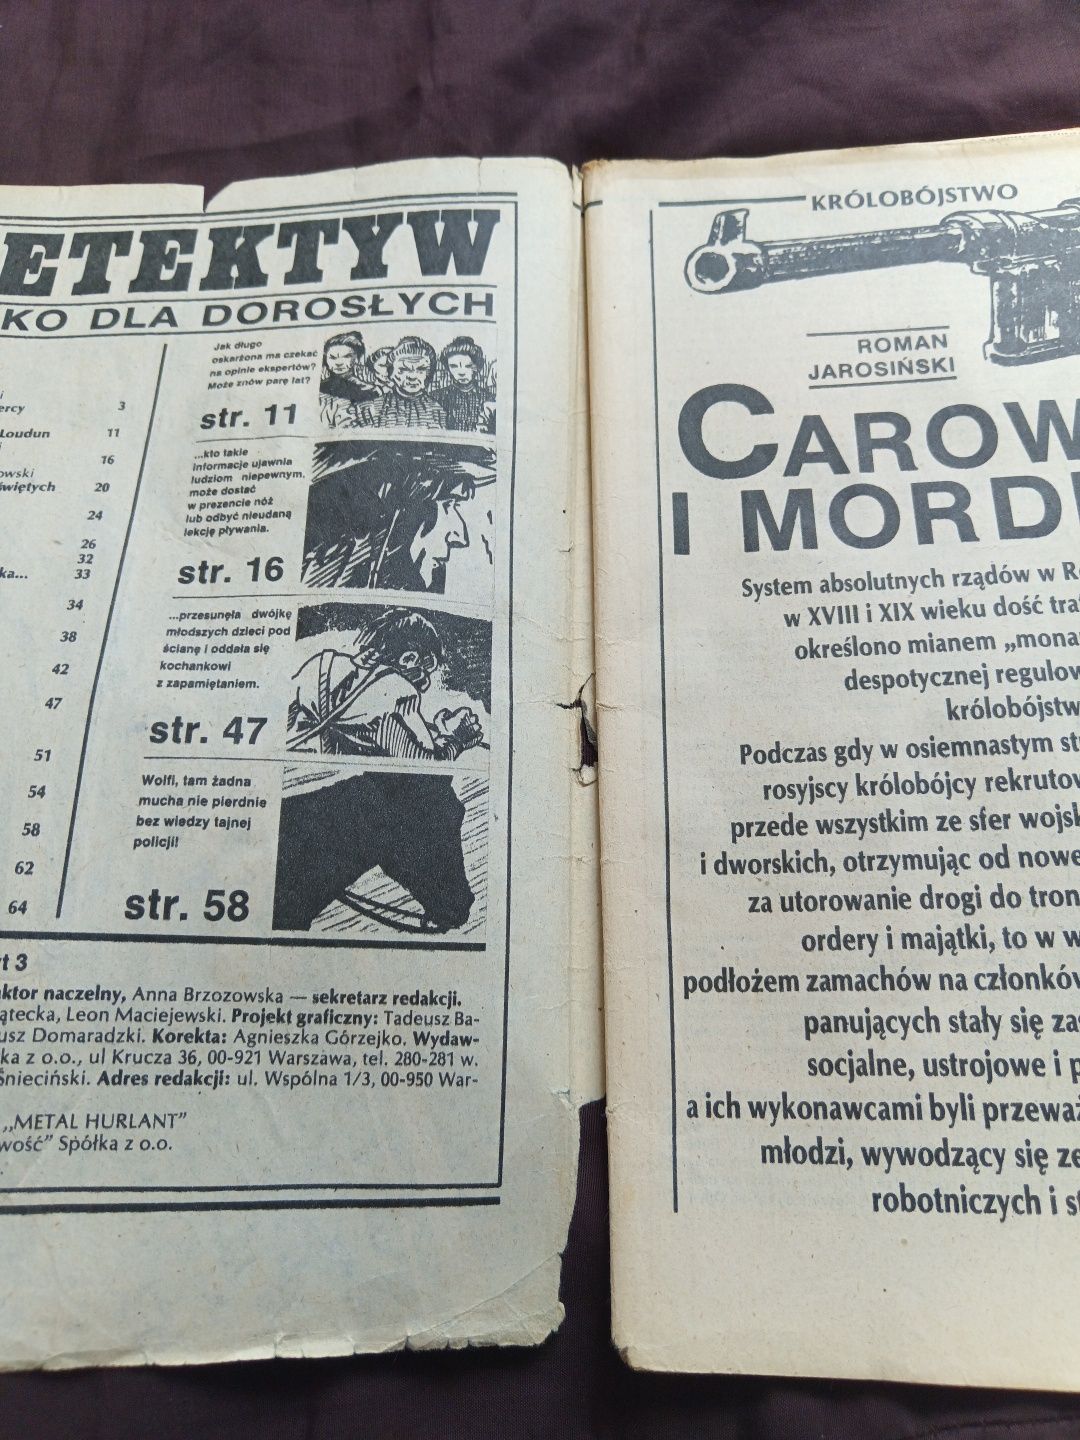 ETEKTYW
KO DLA DOROSŁYCH
ercy 3
Loudun 11
16
owski
więtych 20
24
26
32
ka... 33
34
38
42
47
51
54
58
62
64
Jak długo
oskarżona ma czekać
na opinie ekspertów?
Może znów parę lat?
str. 11
...kto takie
informacje ujawnia
ludziom niepewnym,
może dostać
w prezencie nóż
lub odbyć nieudaną
lekcję pływania.
str. 16
...przesunęła dwójkę
młodszych dzieci pod
ścianę i oddała się
kochankowi
z zapamiętaniem.
str. 47
Wolfi, tam żadna
mucha nie pierdnie
bez wiedzy tajnej
policji!
str. 58
t 3
ktor naczelny, Anna Brzozowska — sekretarz redakcji.
ątecka, Leon Maciejewski. Projekt graficzny: Tadeusz Ba-
usz Domaradzki. Korekta: Agnieszka Górzejko. Wydaw-
ka z o.o., ul Krucza 36, 00-921 Warszawa, tel. 280-281 w.
Śnieciński. Adres redakcji: ul. Wspólna 1/3, 00-950 War-
„METAL HURLANT”
wość” Spółka z o.o.
KRÓLOBÓJSTWO
ROMAN
JAROSIŃSKI
CAROW
I MORD
System absolutnych rządów w Ro
w XVIII i XIX wieku dość tra
określono mianem „mona
despotycznej regulow
królobójstw
Podczas gdy w osiemnastym st
rosyjscy królobójcy rekrutow
przede wszystkim ze sfer wojsk
i dworskich, otrzymując od nowe
za utorowanie drogi do tron
ordery i majątki, to w w
podłożem zamachów na członków
panujących stały się za
socjalne, ustrojowe i p
a ich wykonawcami byli przeważ
młodzi, wywodzący się ze
robotniczych i st